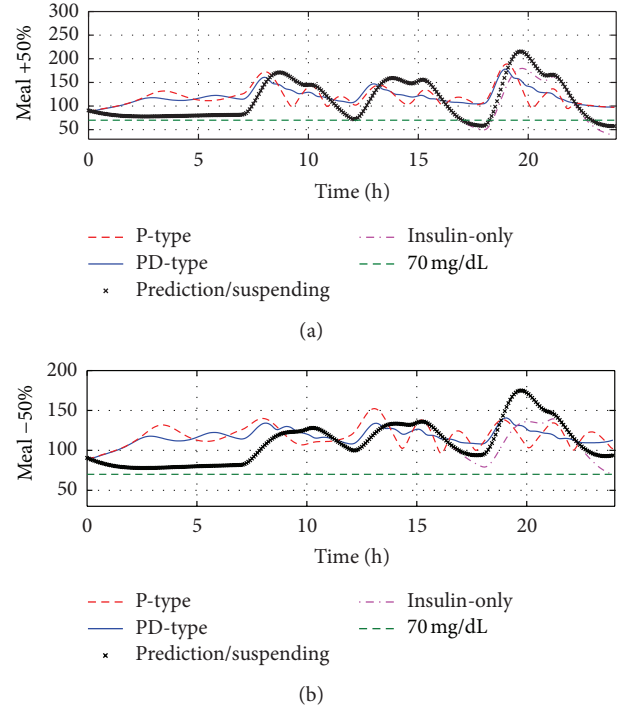 300
250
200
150
100
50
Meal +50%
0
5
10
15
20
Time (h)
P-type
Insulin-only
PD-type
70 mg/dL
Prediction/suspending
(a)
200
150
100
50
Meal −50%
0
5
10
15
20
Time (h)
P-type
Insulin-only
PD-type
70 mg/dL
Prediction/suspending
(b)